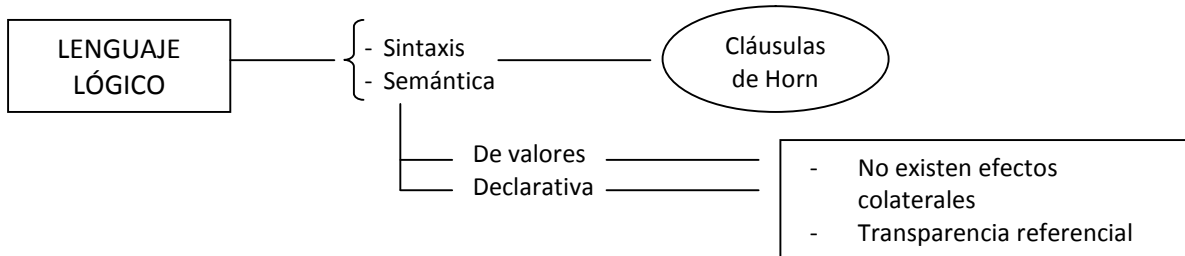 LENGUAJE
LÓGICO
- Sintaxis
- Semántica
Cláusulas
de Horn
De valores
Declarativa
- No existen efectos
colaterales
- Transparencia referencial